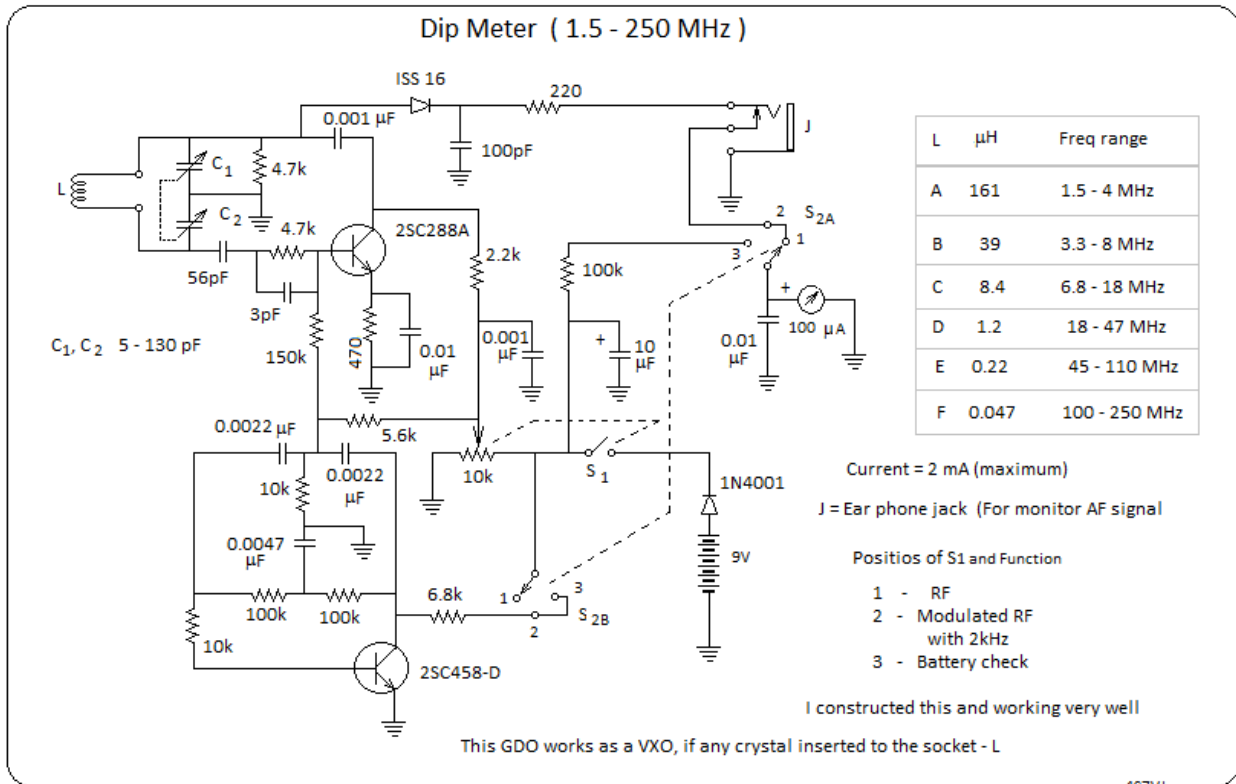 Dip Meter ( 1.5 - 250 MHz )
ISS 16
220
0.001 µF
100pF
J
L
C1
4.7k
C2
4.7k
2SC288A
56pF
3pF
2.2k
100k
3
2
S2A
1
+
100 µA
C1, C2 5 - 130 pF
150k
470
0.01 µF
0.001 µF
+
10 µF
0.01 µF
0.0022 µF
5.6k
0.0022 µF
10k
10k
S1
1N4001
0.0047 µF
9V
100k
100k
6.8k
1
3
S2B
2
10k
2SC458-D
L µH Freq range
A 161 1.5 - 4 MHz
B 39 3.3 - 8 MHz
C 8.4 6.8 - 18 MHz
D 1.2 18 - 47 MHz
E 0.22 45 - 110 MHz
F 0.047 100 - 250 MHz
Current = 2 mA (maximum)
J = Ear phone jack (For monitor AF signal
Positios of S1 and Function
1 - RF
2 - Modulated RF
with 2kHz
3 - Battery check
I constructed this and working very well
This GDO works as a VXO, if any crystal inserted to the socket - L